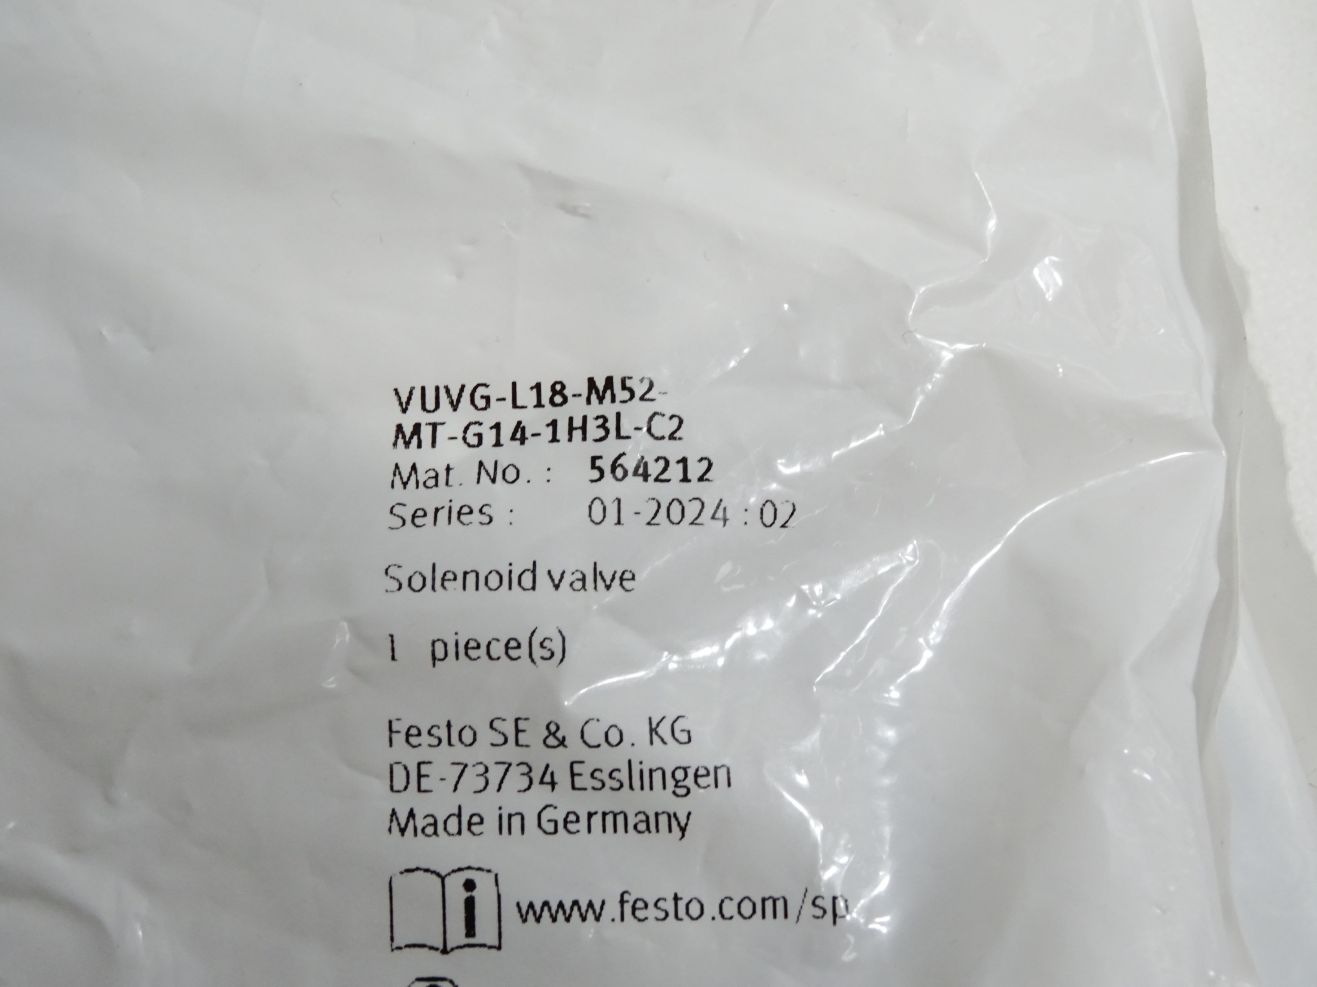 VUVG-L18-M52-
MT-G14-1H3L-C2
Mat. No. : 564212
Series : 01-2024 : 02
Solenoid valve
1 piece(s)
Festo SE & Co. KG
DE-73734 Esslingen
Made in Germany
i www.festo.com/sp